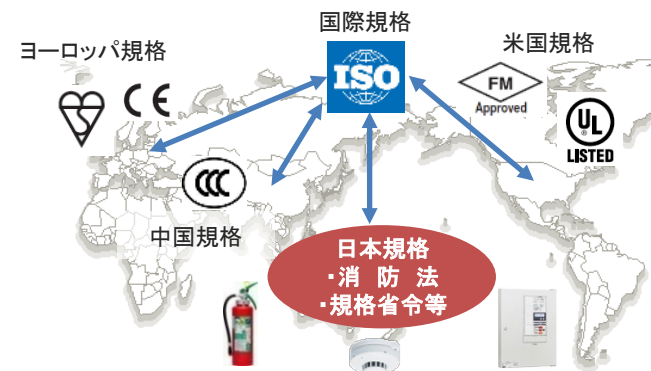 国際規格
ISO
ヨーロッパ規格
CE
米国規格
FM
Approved
UL
LISTED
CCC
中国規格
日本規格
・消 防 法
・規格省令等